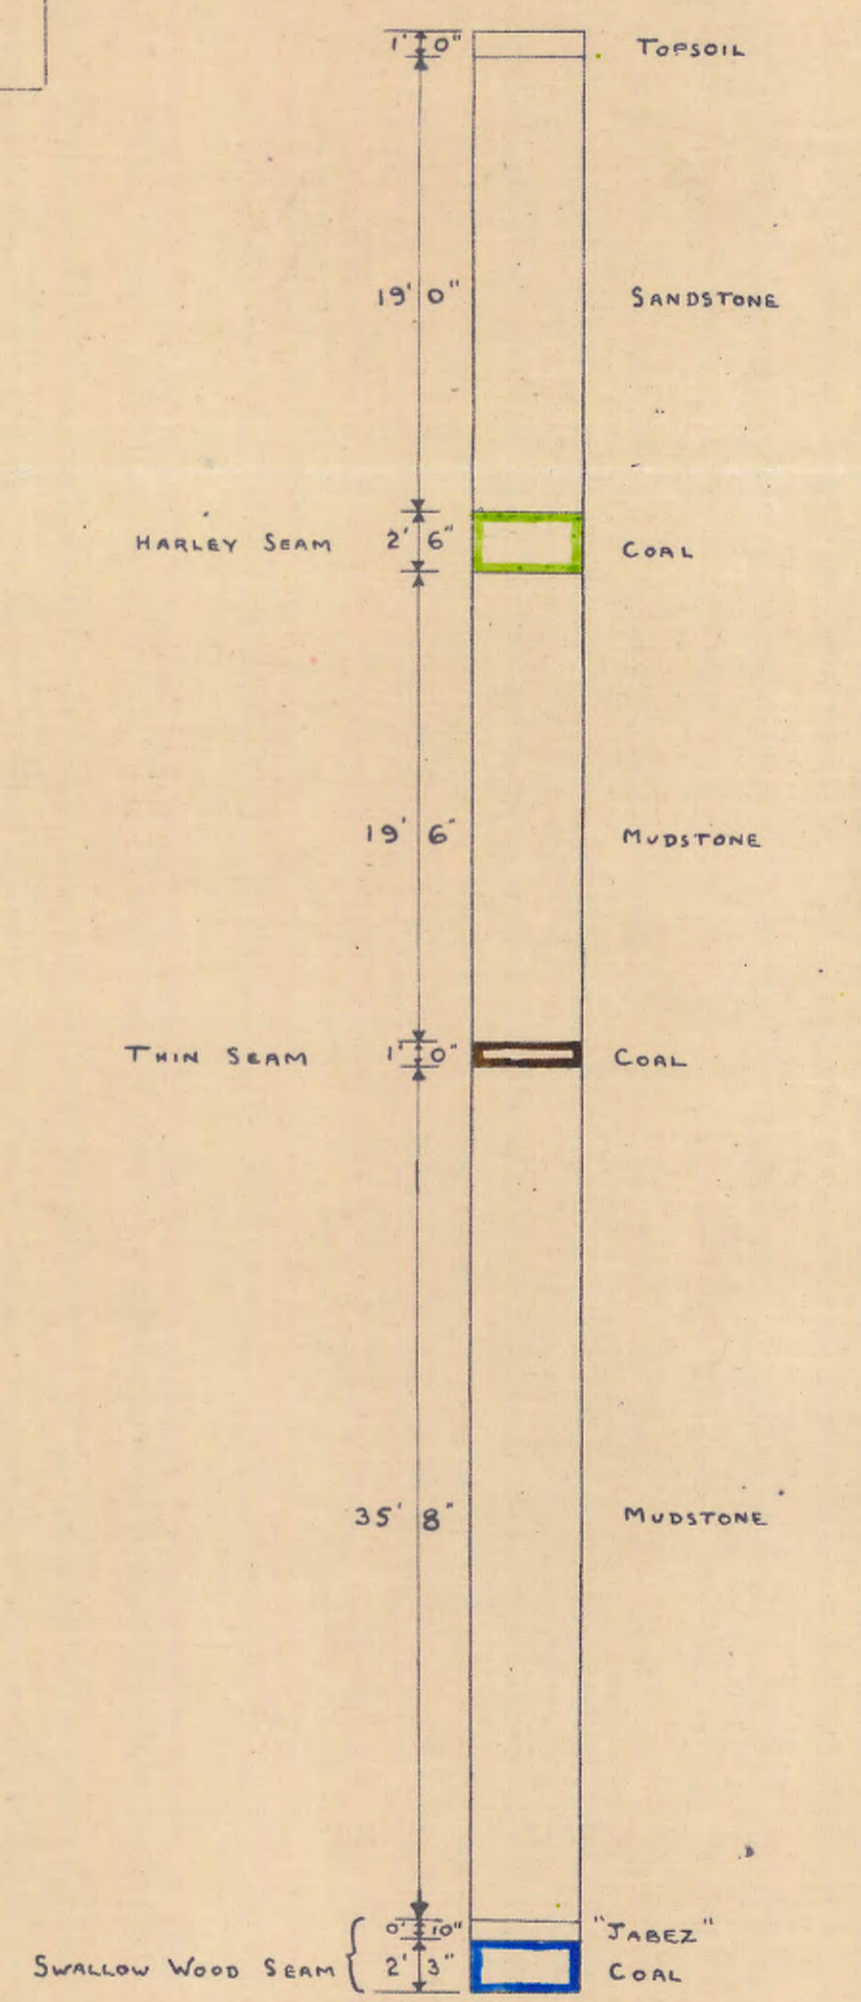 1' 0" TOPSOIL
19' 0" SANDSTONE
HARLEY SEAM 2' 6" COAL
19' 6" MUDSTONE
THIN SEAM 1' 0" COAL
35' 8" MUDSTONE
0' 10" "JABEZ"
SWALLOW WOOD SEAM 2' 3" COAL